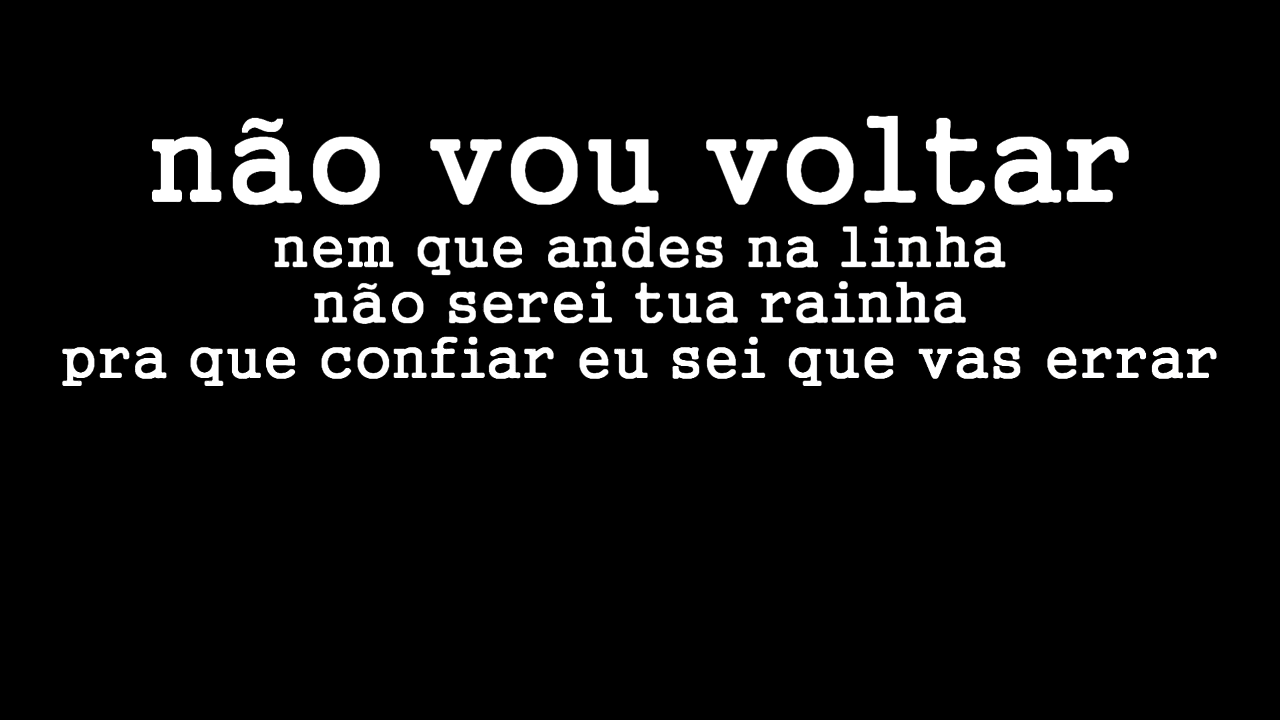 não vou voltar
nem que andes na linha
não serei tua rainha
pra que confiar eu sei que vas errar